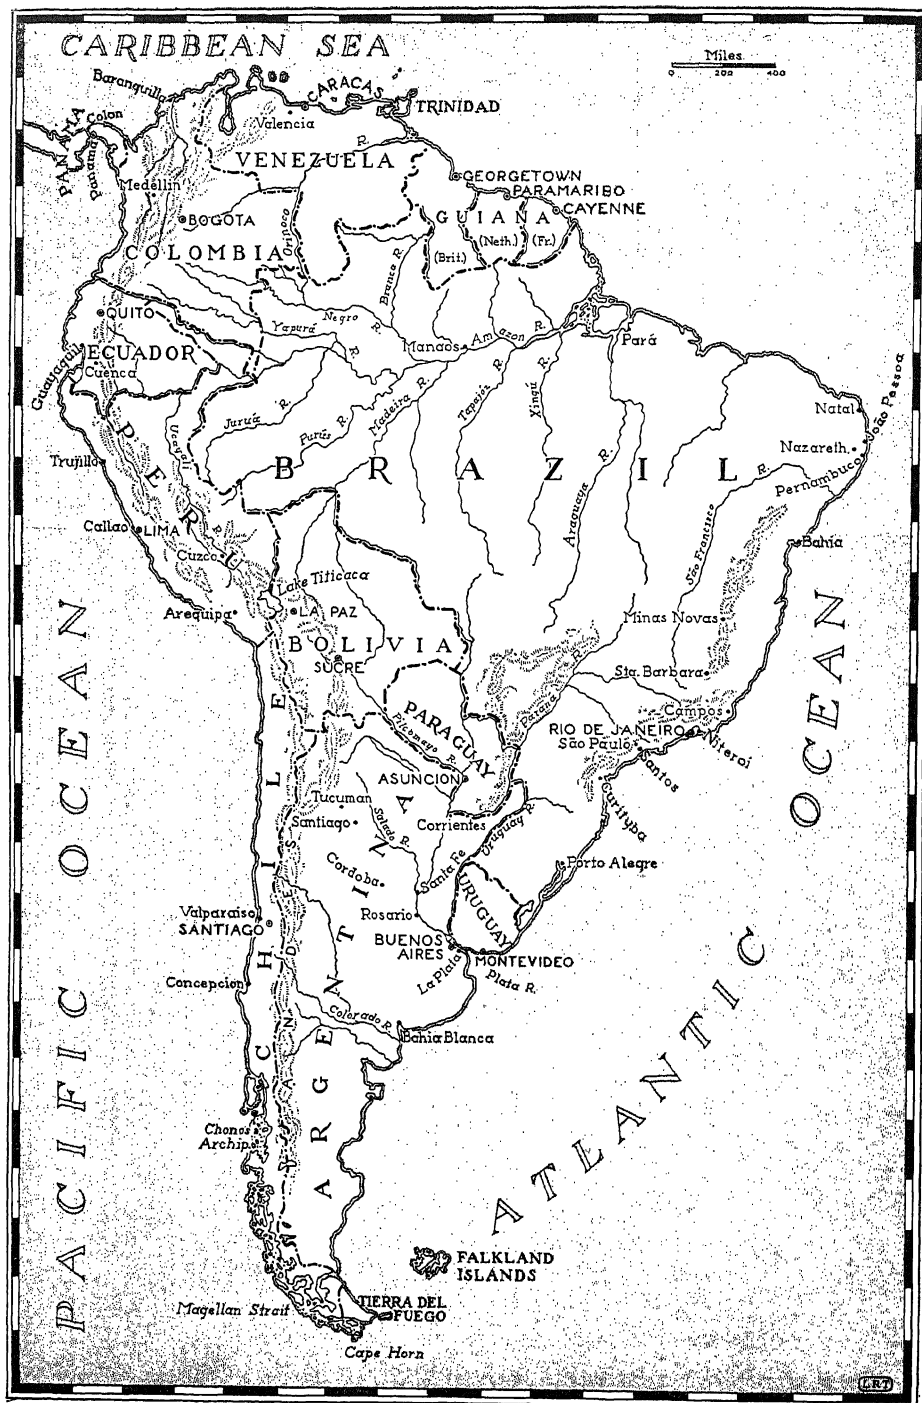 CARIBBEAN SEA
Miles
0 200 400
Baranquilla
CARACAS
TRINIDAD
PANAMA
Colon
Panama
Valencia
VENEZUELA
R.
Orinoco
Medellin
BOGOTA
COLOMBIA
GEORGETOWN
PARAMARIBO
CAYENNE
GUIANA
(Brit.)
(Neth.)
(Fr.)
Branco R.
QUITO
ECUADOR
Guayaquil
Cuenca
Negro R.
Yapurá R.
Manaos
Amazon R.
Pará
Natal
João Pessoa
Nazareth.
Pernambuco
Juruá R.
Purús R.
Madeira R.
Tapajóz R.
Xingú R.
Araguaya R.
São Francisco R.
BRAZIL
Ucayali R.
PERU
Trujillo
Callao
LIMA
Cuzco
Arequipa
Lake Titicaca
LA PAZ
BOLIVIA
SUCRE
Bahia
Minas Novas
Sta. Barbara
Campos
RIO DE JANEIRO
Niteroi
São Paulo
Santos
Curityba
Paraná R.
PARAGUAY
Pilcomayo R.
ASUNCION
Tucuman
Santiago
Corrientes
Salado R.
Uruguay R.
Santa Fe
Cordoba
Porto Alegre
URUGUAY
Rosario
BUENOS
AIRES
La Plata
MONTEVIDEO
Plata R.
Valparaiso
SANTIAGO
Concepcion
CHILE
ANDES
ARGENTINA
Colorado R.
Bahia Blanca
Chonos
Archip.
FALKLAND
ISLANDS
Magellan Strait
TIERRA DEL
FUEGO
Cape Horn
PACIFIC OCEAN
ATLANTIC OCEAN
LRT